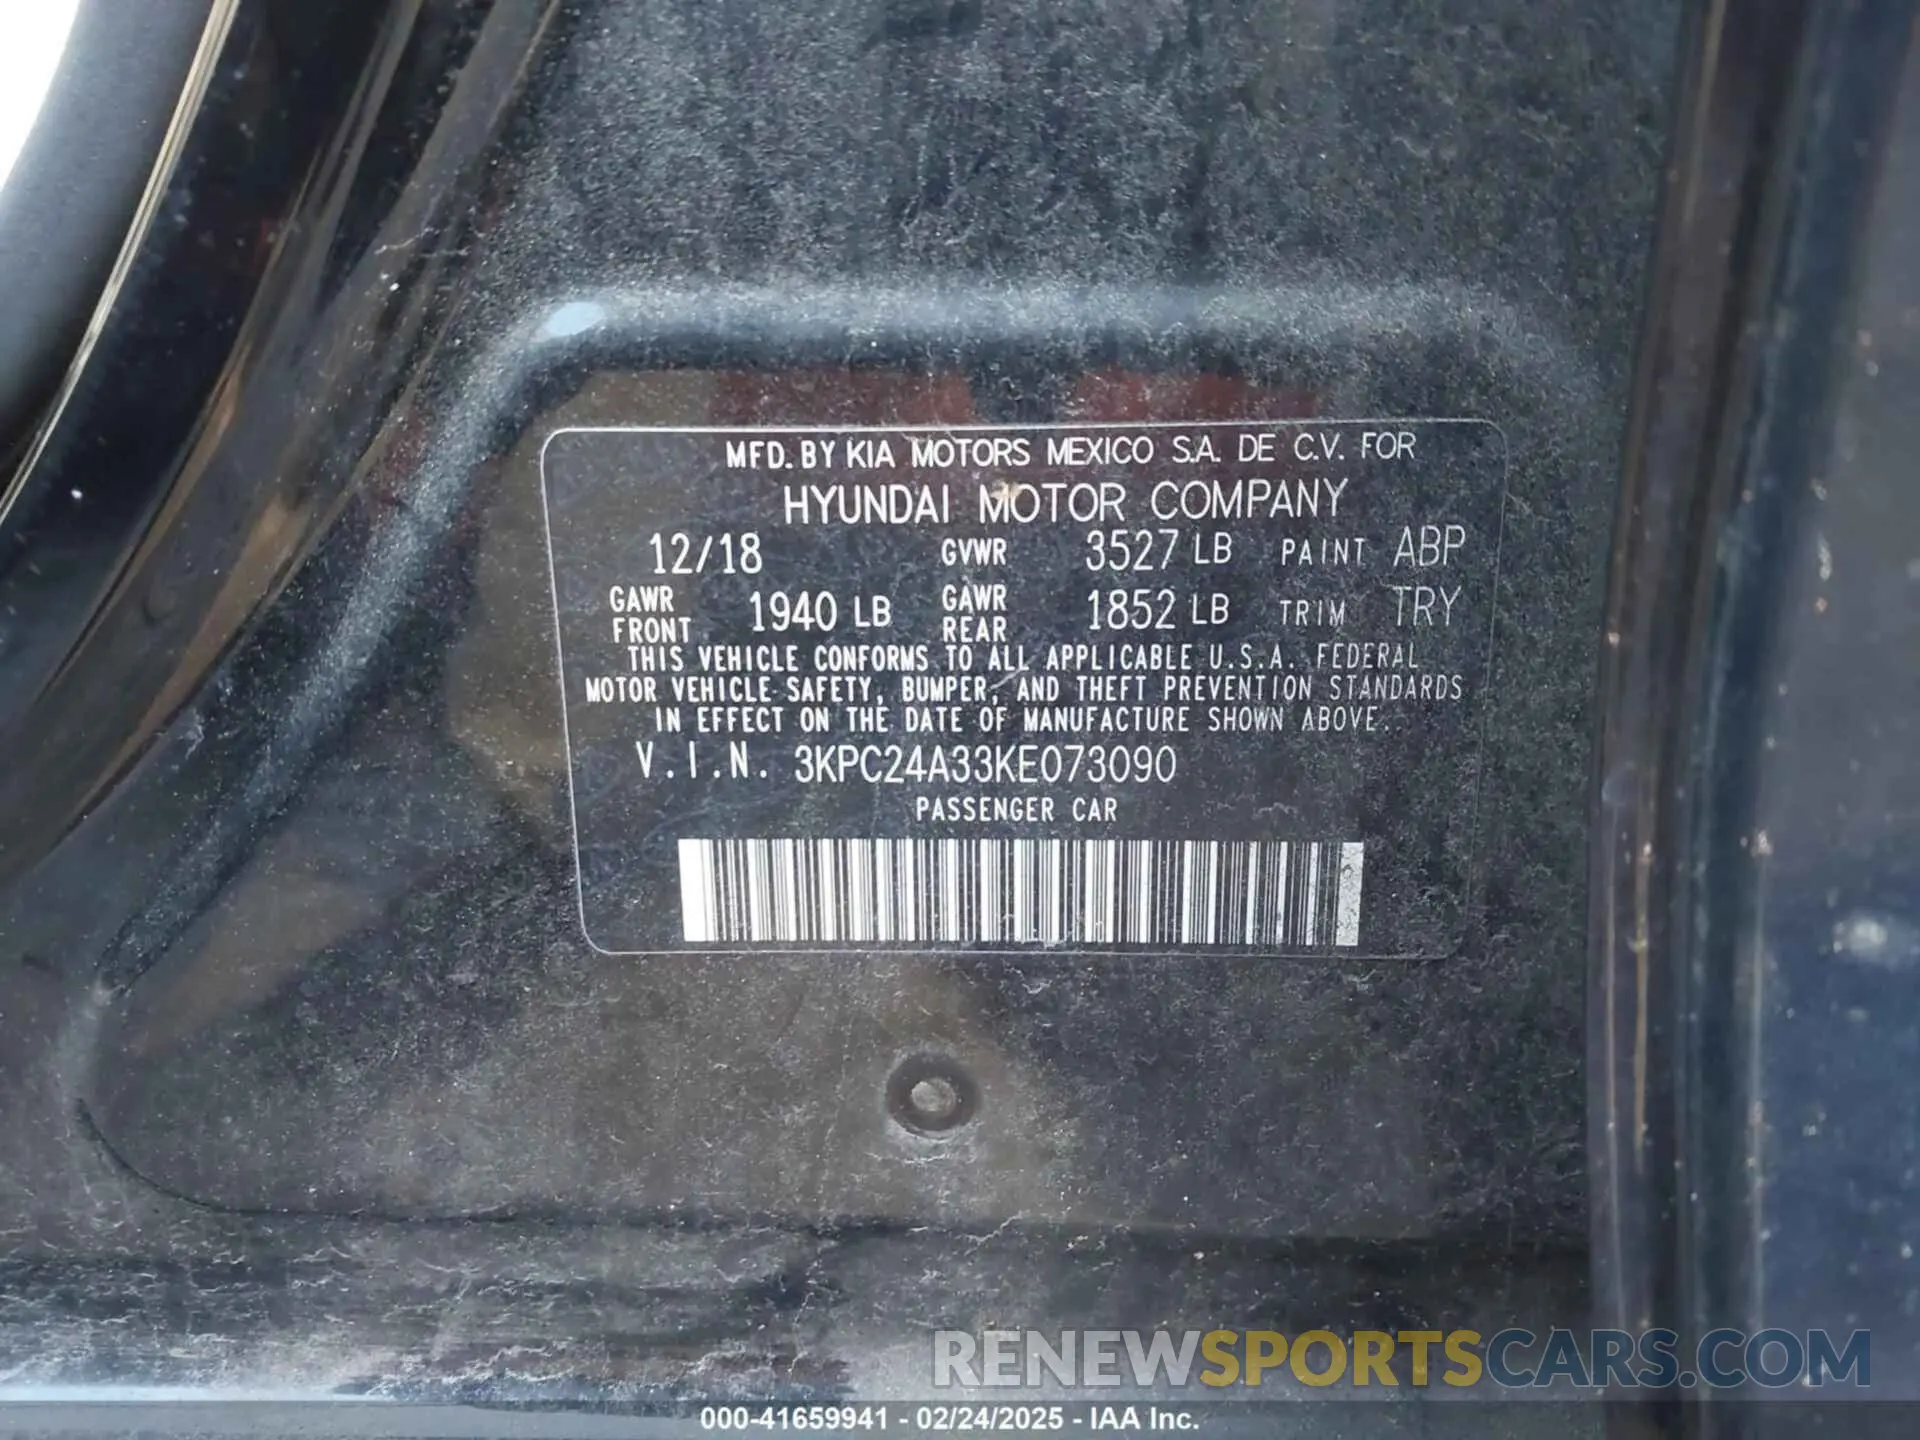 MFD. BY KIA MOTORS MEXICO S.A. DE C.V. FOR
HYUNDAI MOTOR COMPANY
12/18 GVWR 3527 LB PAINT ABP
GAWR FRONT 1940 LB GAWR REAR 1852 LB TRIM TRY
THIS VEHICLE CONFORMS TO ALL APPLICABLE U.S.A. FEDERAL
MOTOR VEHICLE SAFETY, BUMPER, AND THEFT PREVENTION STANDARDS
IN EFFECT ON THE DATE OF MANUFACTURE SHOWN ABOVE.
V.I.N. 3KPC24A33KE073090
PASSENGER CAR
RENEWSPORTSCARS.COM
000-41659941 - 02/24/2025 - IAA Inc.